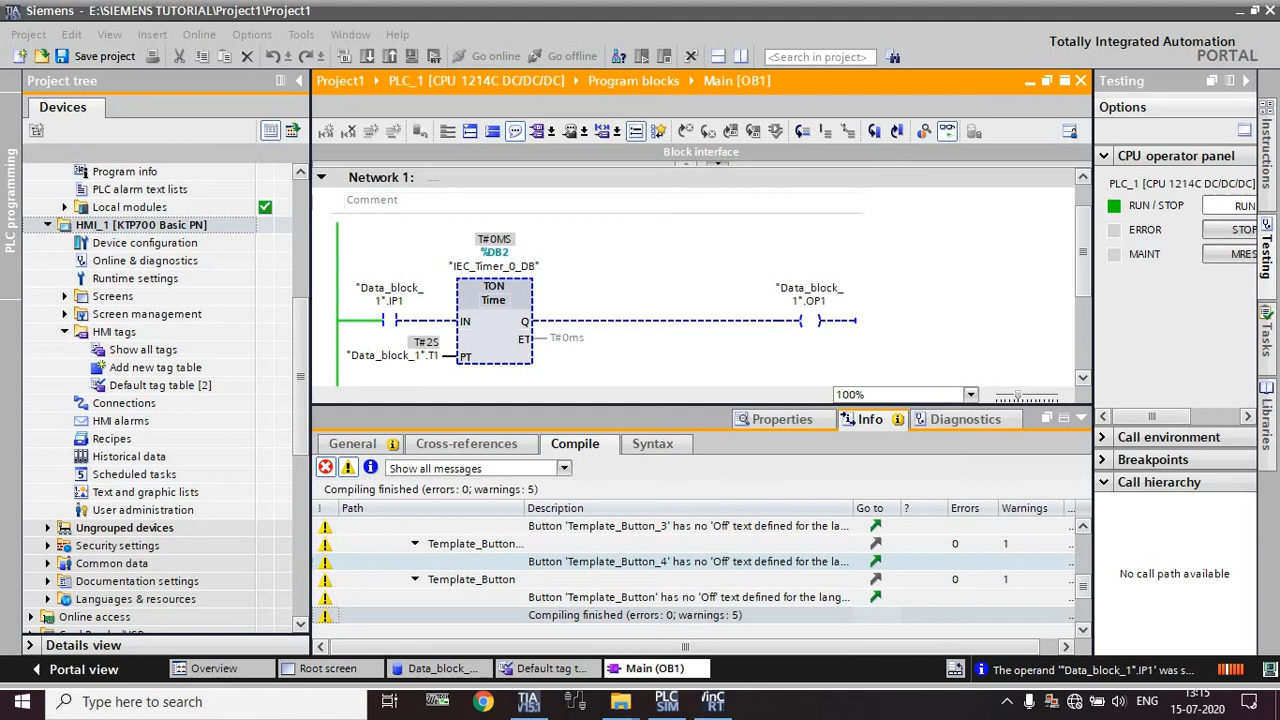 Siemens - E:\SIEMENS TUTORIAL\Project1\Project1
Project Edit View Insert Online Options Tools Window Help
Save project Go online Go offline <Search in project>
Totally Integrated Automation
PORTAL
Project tree
Devices
PLC programming
Program info
PLC alarm text lists
Local modules
HMI_1 [KTP700 Basic PN]
Device configuration
Online & diagnostics
Runtime settings
Screens
Screen management
HMI tags
Show all tags
Add new tag table
Default tag table [2]
Connections
HMI alarms
Recipes
Historical data
Scheduled tasks
Text and graphic lists
User administration
Ungrouped devices
Security settings
Common data
Documentation settings
Languages & resources
Online access
Details view
Project1 PLC_1 [CPU 1214C DC/DC/DC] Program blocks Main [OB1]
Block interface
Network 1: .....
Comment
T#0MS
%DB2
"IEC_Timer_0_DB"
TON
Time
"Data_block_
1".IP1
IN Q
ET T#0ms
T#2S
"Data_block_1".T1 PT
"Data_block_
1".OP1
100%
Properties Info Diagnostics
General Cross-references Compile Syntax
Show all messages
Compiling finished (errors: 0; warnings: 5)
! Path Description Go to ? Errors Warnings ...
Button 'Template_Button_3' has no 'Off' text defined for the la...
Template_Button... 0 1
Button 'Template_Button_4' has no 'Off' text defined for the la...
Template_Button 0 1
Button 'Template_Button' has no 'Off' text defined for the lang...
Compiling finished (errors: 0; warnings: 5)
Testing
Options
CPU operator panel
PLC_1 [CPU 1214C DC/DC/DC]
RUN / STOP RUN
ERROR STOP
MAINT MRES
Call environment
Breakpoints
Call hierarchy
No call path available
Instructions
Testing
Tasks
Libraries
Portal view Overview Root screen Data_block_... Default tag t... Main (OB1)
The operand '"Data_block_1".IP1' was s...
Type here to search
ENG
13:15
15-07-2020